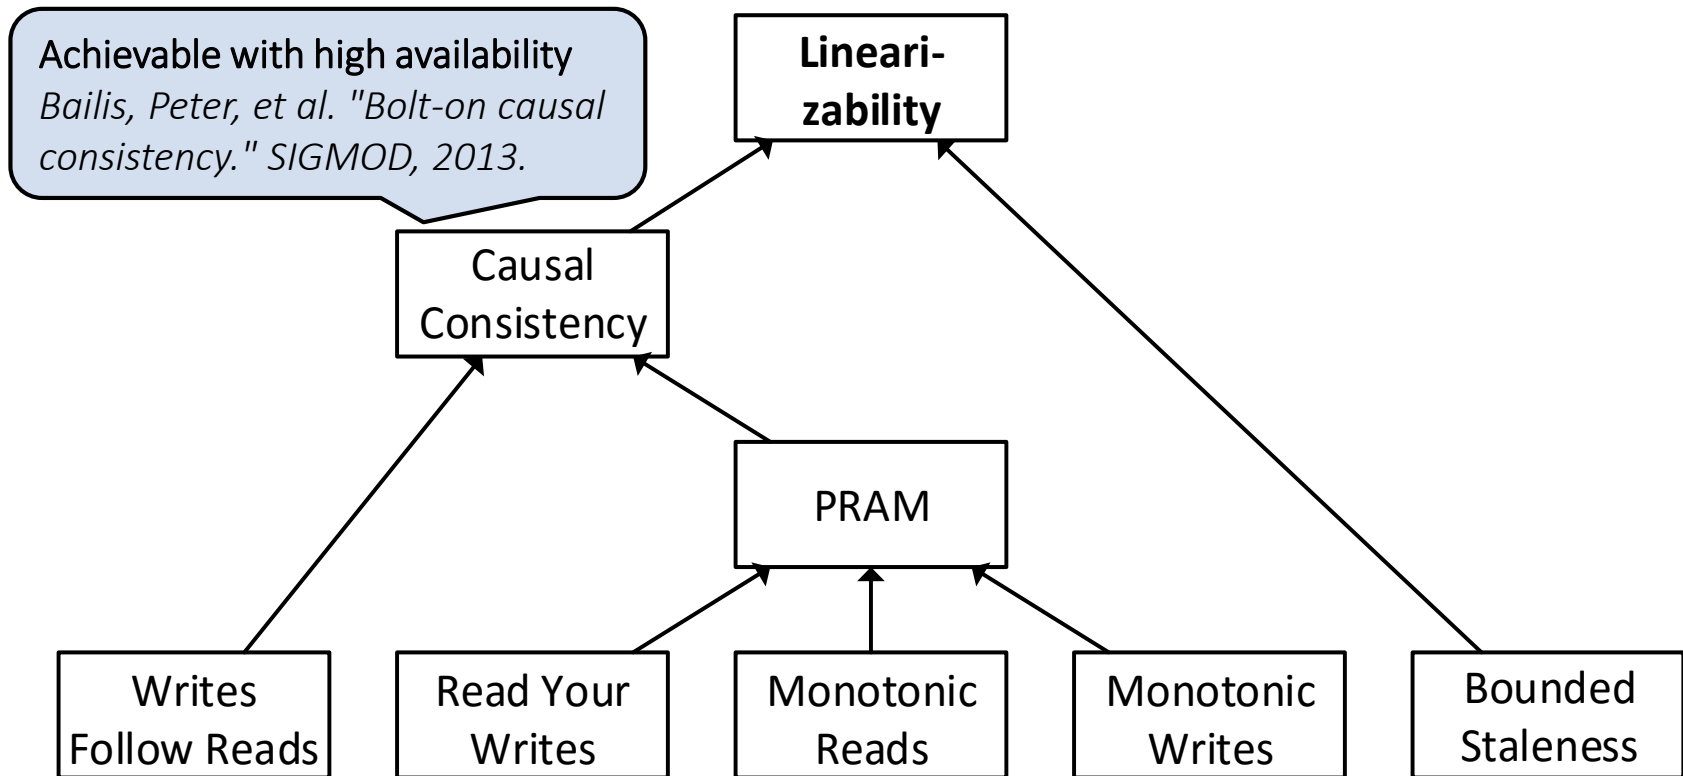 Achievable with high availability
Bailis, Peter, et al. "Bolt-on causal
consistency." SIGMOD, 2013.
Lineari-
zability
Causal
Consistency
PRAM
Writes
Follow Reads
Read Your
Writes
Monotonic
Reads
Monotonic
Writes
Bounded
Staleness